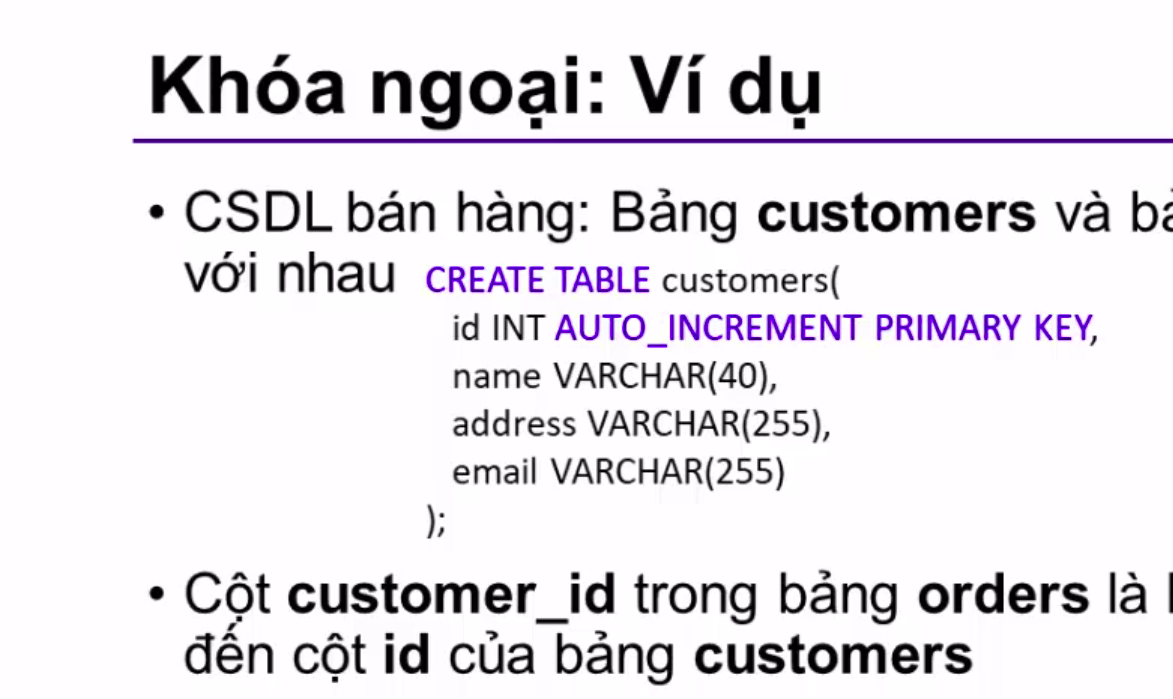 Khóa ngoại: Ví dụ
• CSDL bán hàng: Bảng customers và
với nhau CREATE TABLE customers(
id INT AUTO_INCREMENT PRIMARY KEY,
name VARCHAR(40),
address VARCHAR(255),
email VARCHAR(255)
);
• Cột customer_id trong bảng orders là
đến cột id của bảng customers